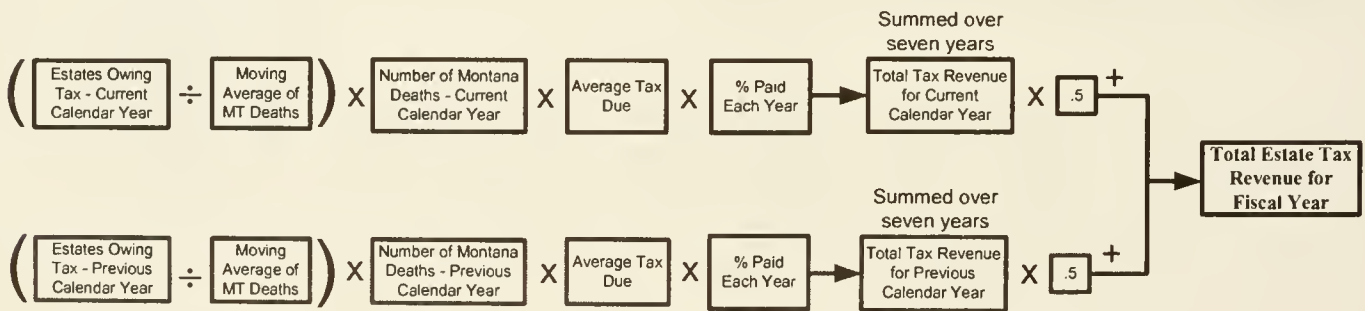 Summed over
seven years
( Estates Owing
Tax - Current
Calendar Year
÷
Moving
Average of
MT Deaths )
X
Number of Montana
Deaths - Current
Calendar Year
X
Average Tax
Due
X
% Paid
Each Year
Total Tax Revenue
for Current
Calendar Year
X
.5
+
Total Estate Tax
Revenue for
Fiscal Year
Summed over
seven years
( Estates Owing
Tax - Previous
Calendar Year
÷
Moving
Average of
MT Deaths )
X
Number of Montana
Deaths - Previous
Calendar Year
X
Average Tax
Due
X
% Paid
Each Year
Total Tax Revenue
for Previous
Calendar Year
X
.5
+